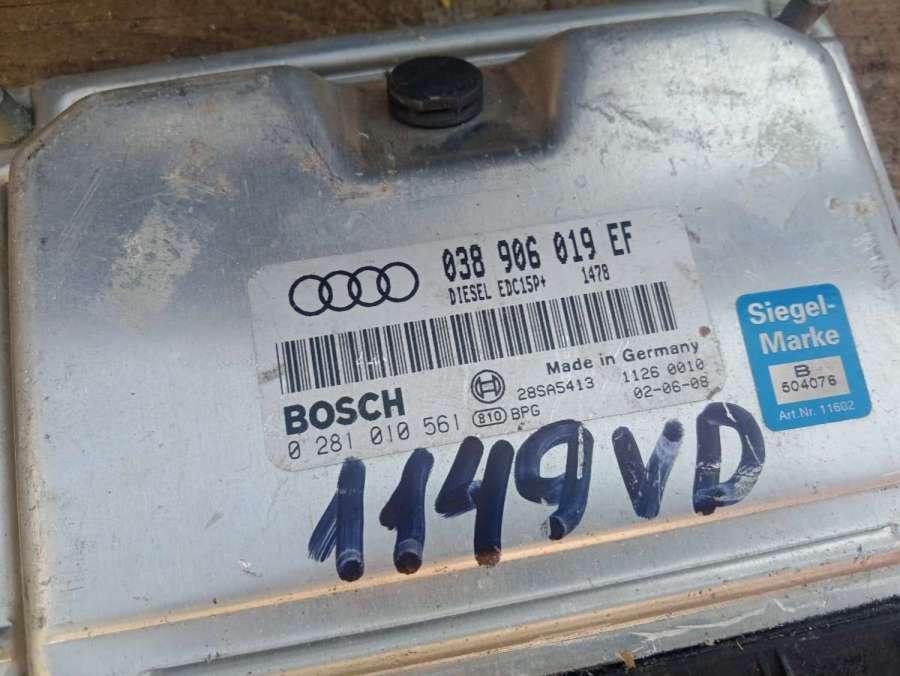 038 906 019 EF
DIESEL EDC15P+ 1478
Made in Germany
BOSCH
28SA5413 1126 0010
0 281 010 561 810 BPG 02-06-08
Siegel-
Marke
B
504076
Art.Nr. 11602
1149VD